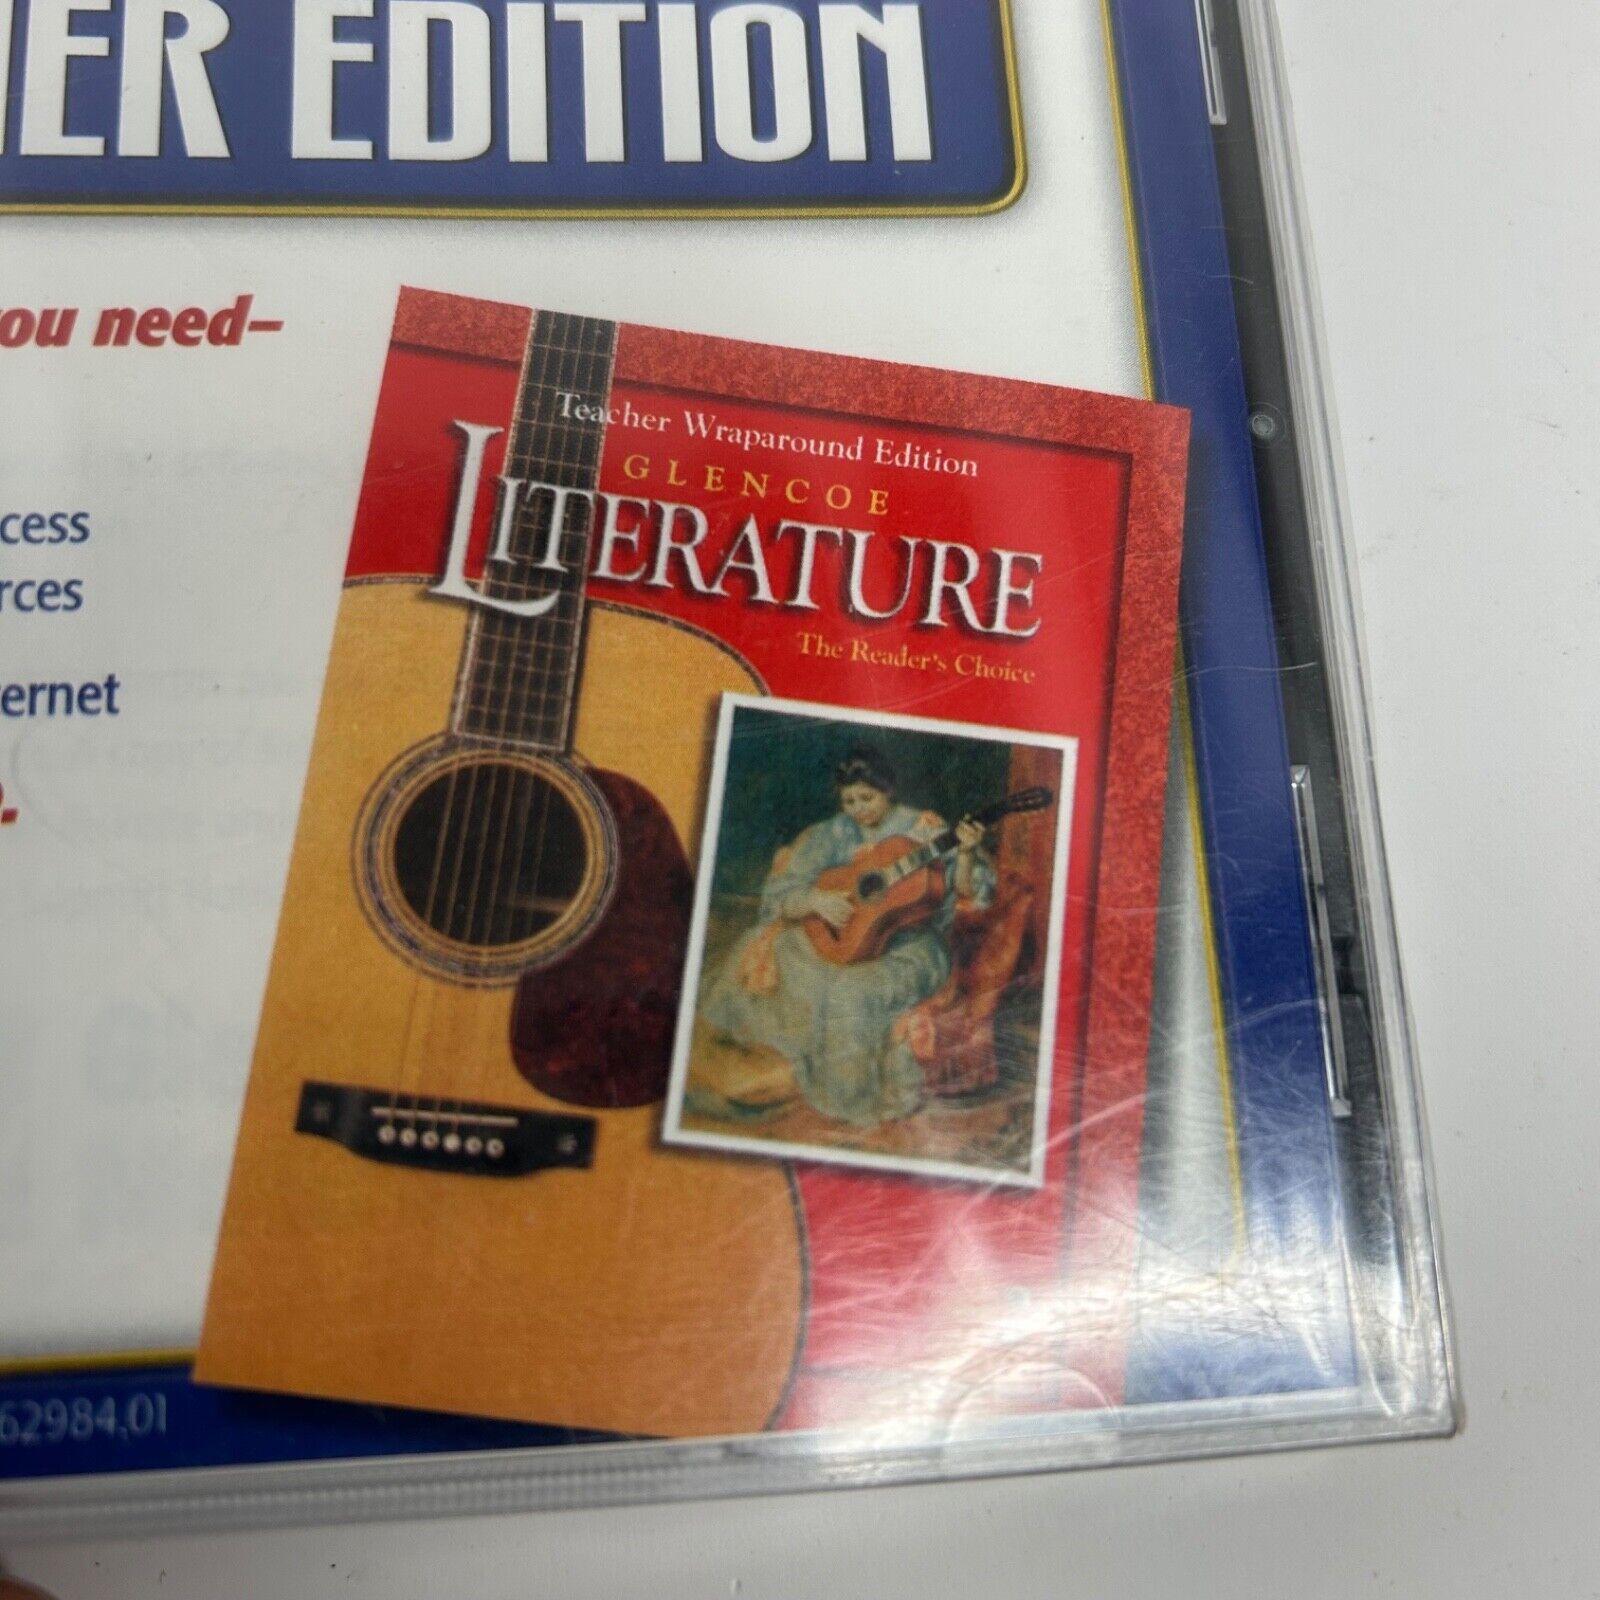 ER EDITION
ou need–
cess
rces
ernet
Teacher Wraparound Edition
GLENCOE
LITERATURE
The Reader's Choice
62984.01